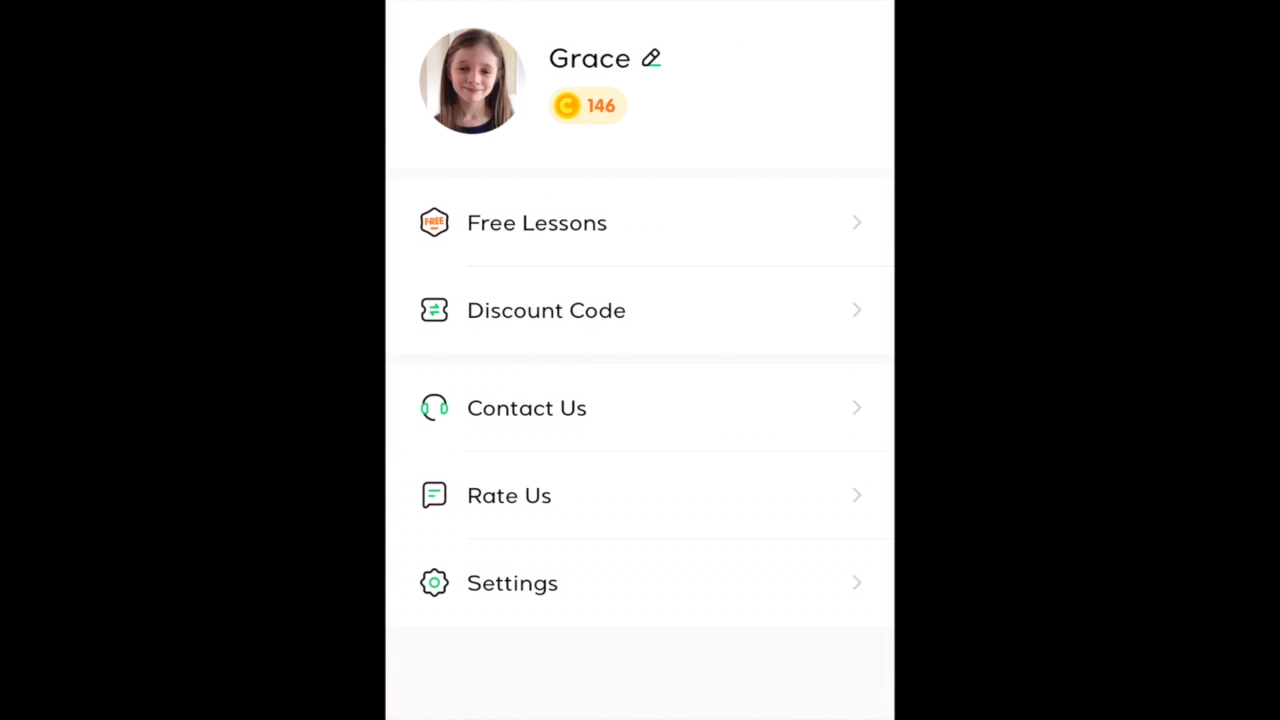 Grace
146
FREE
Free Lessons
Discount Code
Contact Us
Rate Us
Settings